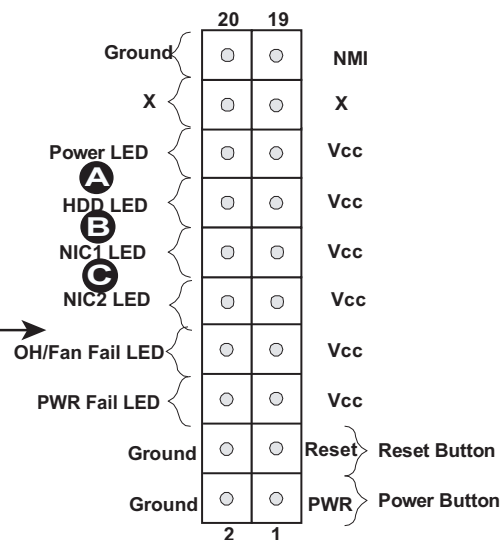 20 19
Ground NMI
X X
Power LED Vcc
A
HDD LED Vcc
B
NIC1 LED Vcc
C
NIC2 LED Vcc
OH/Fan Fail LED Vcc
PWR Fail LED Vcc
Ground Reset Reset Button
Ground PWR Power Button
2 1